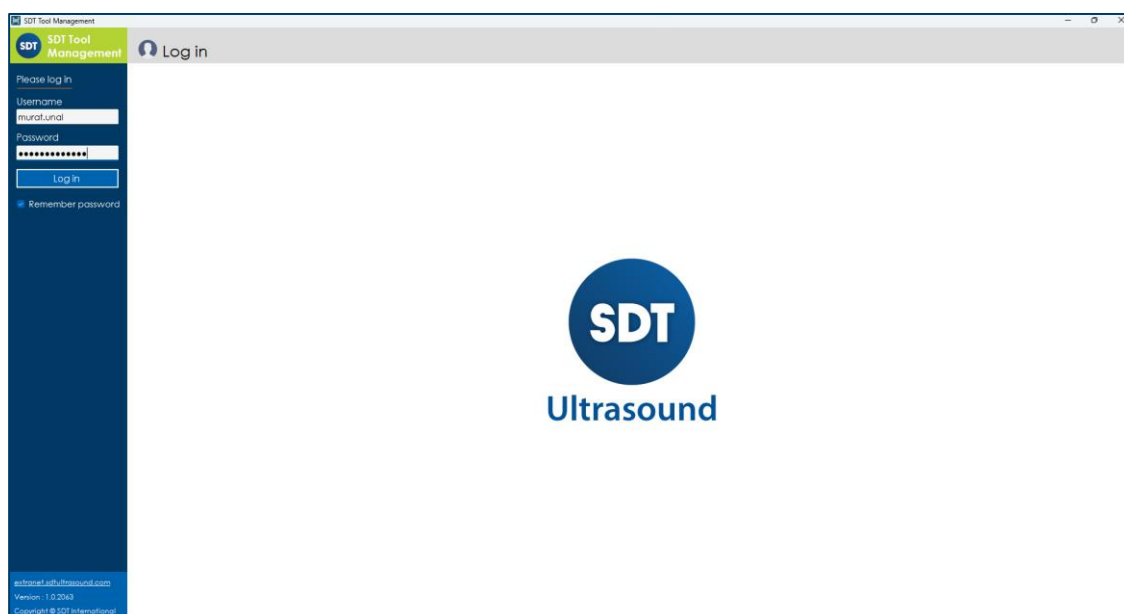 SDT Tool Management
SDT
SDT Tool
Management
Log in
Please log in
Username
murat.unal
Password
•••••••••••••
Log in
Remember password
SDT
Ultrasound
extranet.sdtultrasound.com
Version : 1.0.2063
Copyright © SDT International